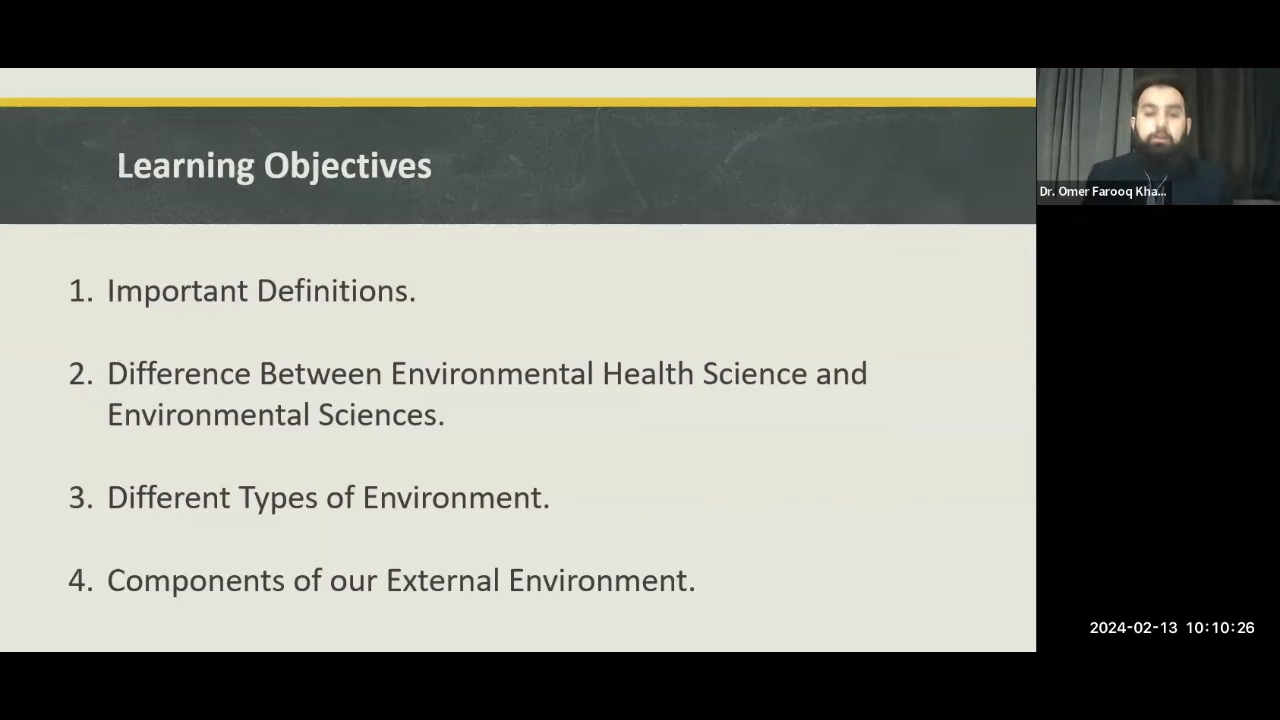 Learning Objectives
Dr. Omer Farooq Kha...
1. Important Definitions.
2. Difference Between Environmental Health Science and
Environmental Sciences.
3. Different Types of Environment.
4. Components of our External Environment.
2024-02-13 10:10:26